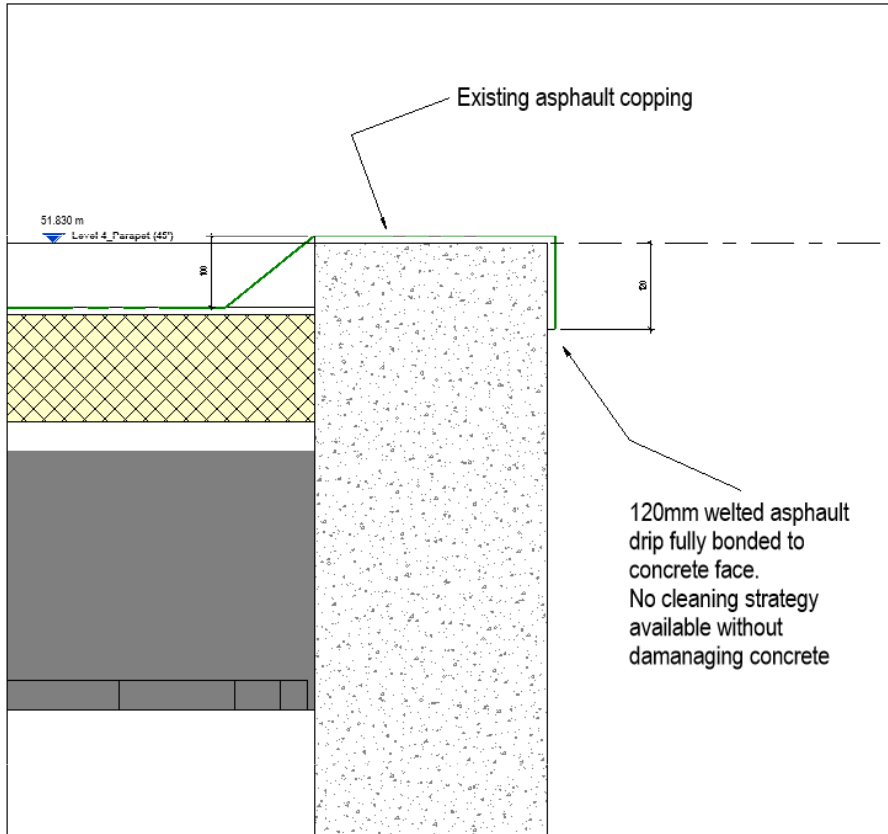 Existing asphault copping
51.830 m
Level 4_Parapet (45')
100
120
120mm welted asphault
drip fully bonded to
concrete face.
No cleaning strategy
available without
damanaging concrete